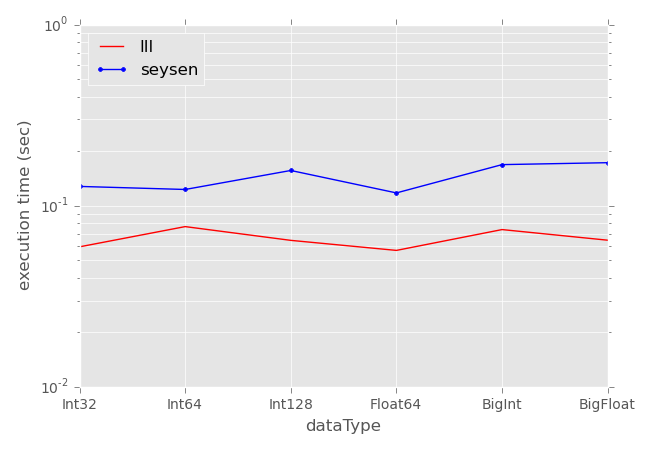 10^0
lll
seysen
execution time (sec)
10^-1
10^-2
Int32 Int64 Int128 Float64 BigInt BigFloat
dataType